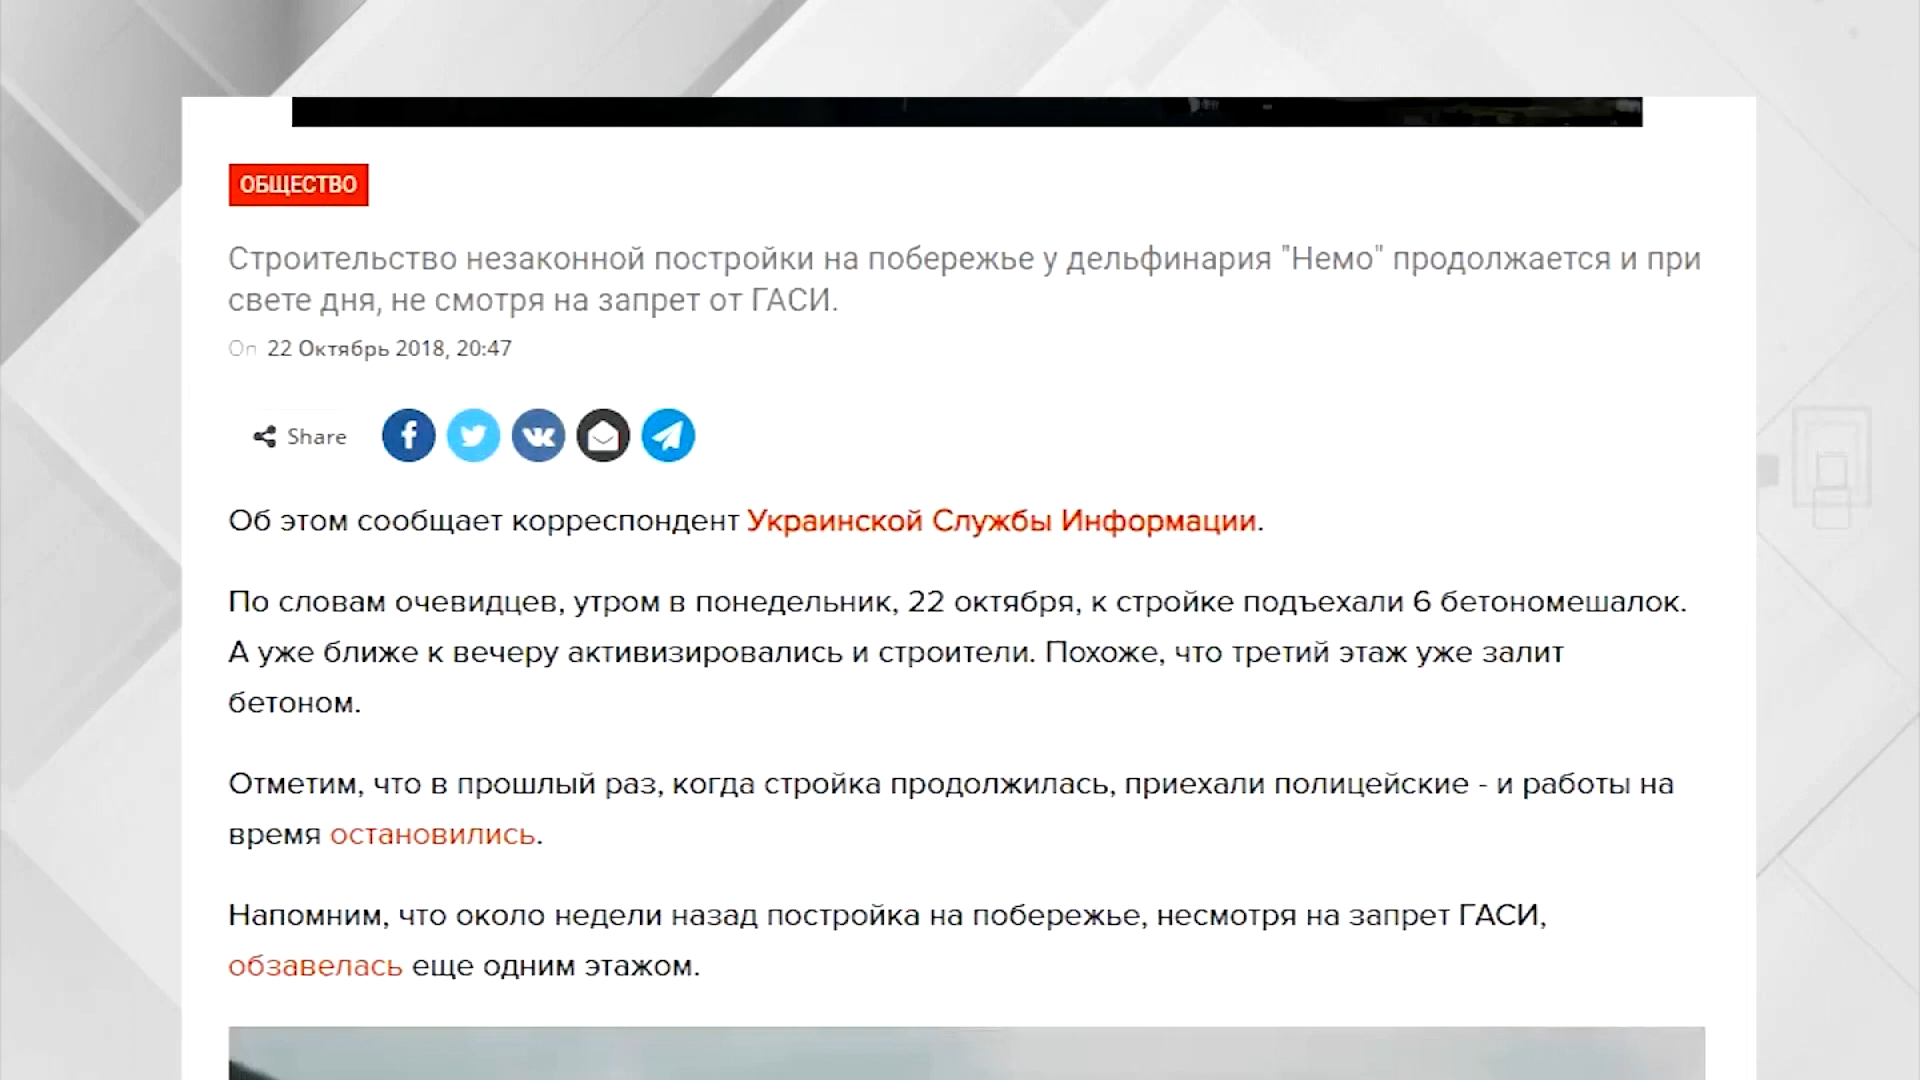 ОБЩЕСТВО
Строительство незаконной постройки на побережье у дельфинария "Немо" продолжается и при
свете дня, не смотря на запрет от ГАСИ.
On 22 Октябрь 2018, 20:47
Share
Об этом сообщает корреспондент Украинской Службы Информации.
По словам очевидцев, утром в понедельник, 22 октября, к стройке подъехали 6 бетономешалок.
А уже ближе к вечеру активизировались и строители. Похоже, что третий этаж уже залит
бетоном.
Отметим, что в прошлый раз, когда стройка продолжилась, приехали полицейские - и работы на
время остановились.
Напомним, что около недели назад постройка на побережье, несмотря на запрет ГАСИ,
обзавелась еще одним этажом.